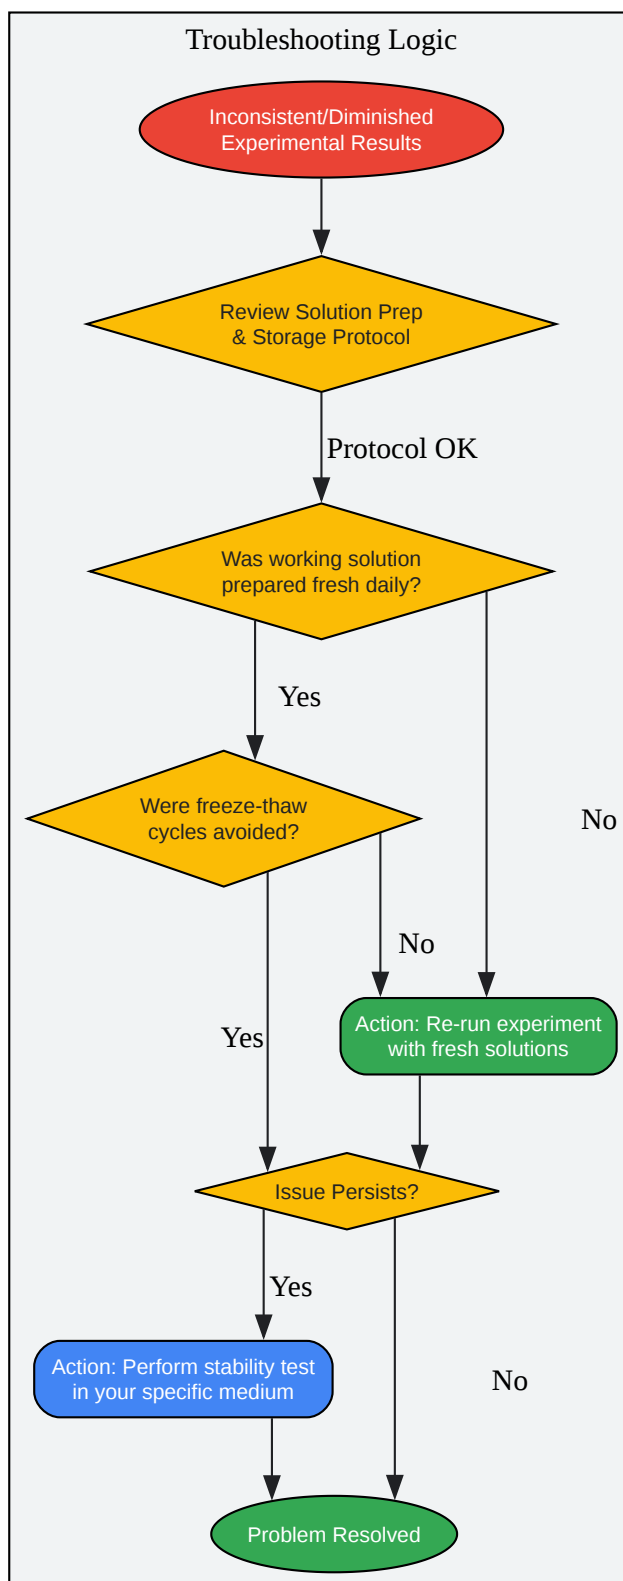 Troubleshooting Logic
Inconsistent/Diminished
Experimental Results
Review Solution Prep
& Storage Protocol
Protocol OK
Was working solution
prepared fresh daily?
Yes
Were freeze-thaw
cycles avoided?
No
No
Action: Re-run experiment
with fresh solutions
Yes
Issue Persists?
Yes
Action: Perform stability test
in your specific medium
No
Problem Resolved